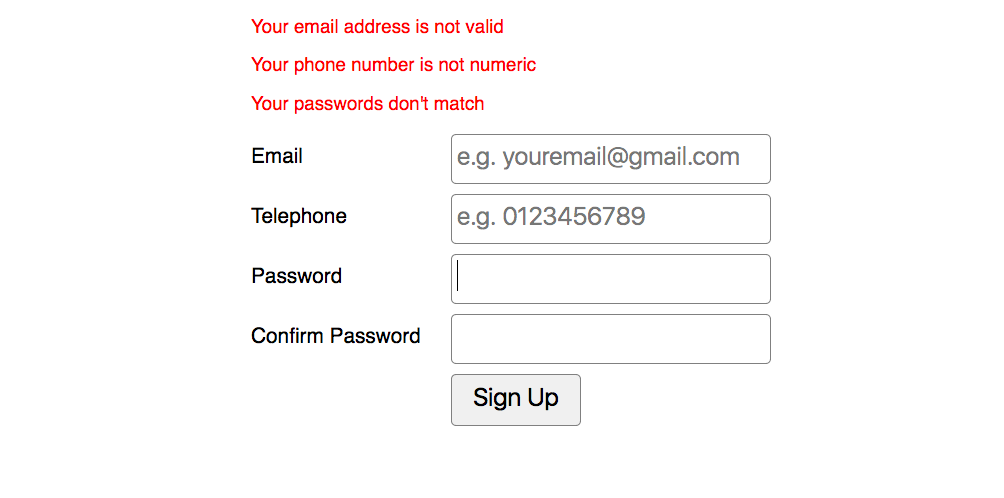 Your email address is not valid
Your phone number is not numeric
Your passwords don't match
Email
e.g. youremail@gmail.com
Telephone
e.g. 0123456789
Password
Confirm Password
Sign Up